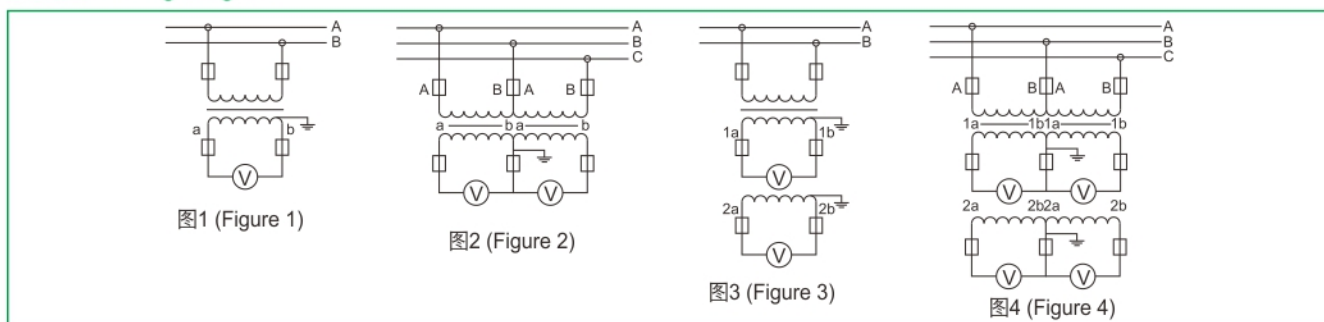 A
B
a
b
V
图1 (Figure 1)
A
B
C
A
B
A
B
a
b
a
b
V
V
图2 (Figure 2)
A
B
1a
1b
V
2a
2b
V
图3 (Figure 3)
A
B
C
A
B
A
B
1a
1b
1a
1b
V
V
2a
2b
2a
2b
V
V
图4 (Figure 4)